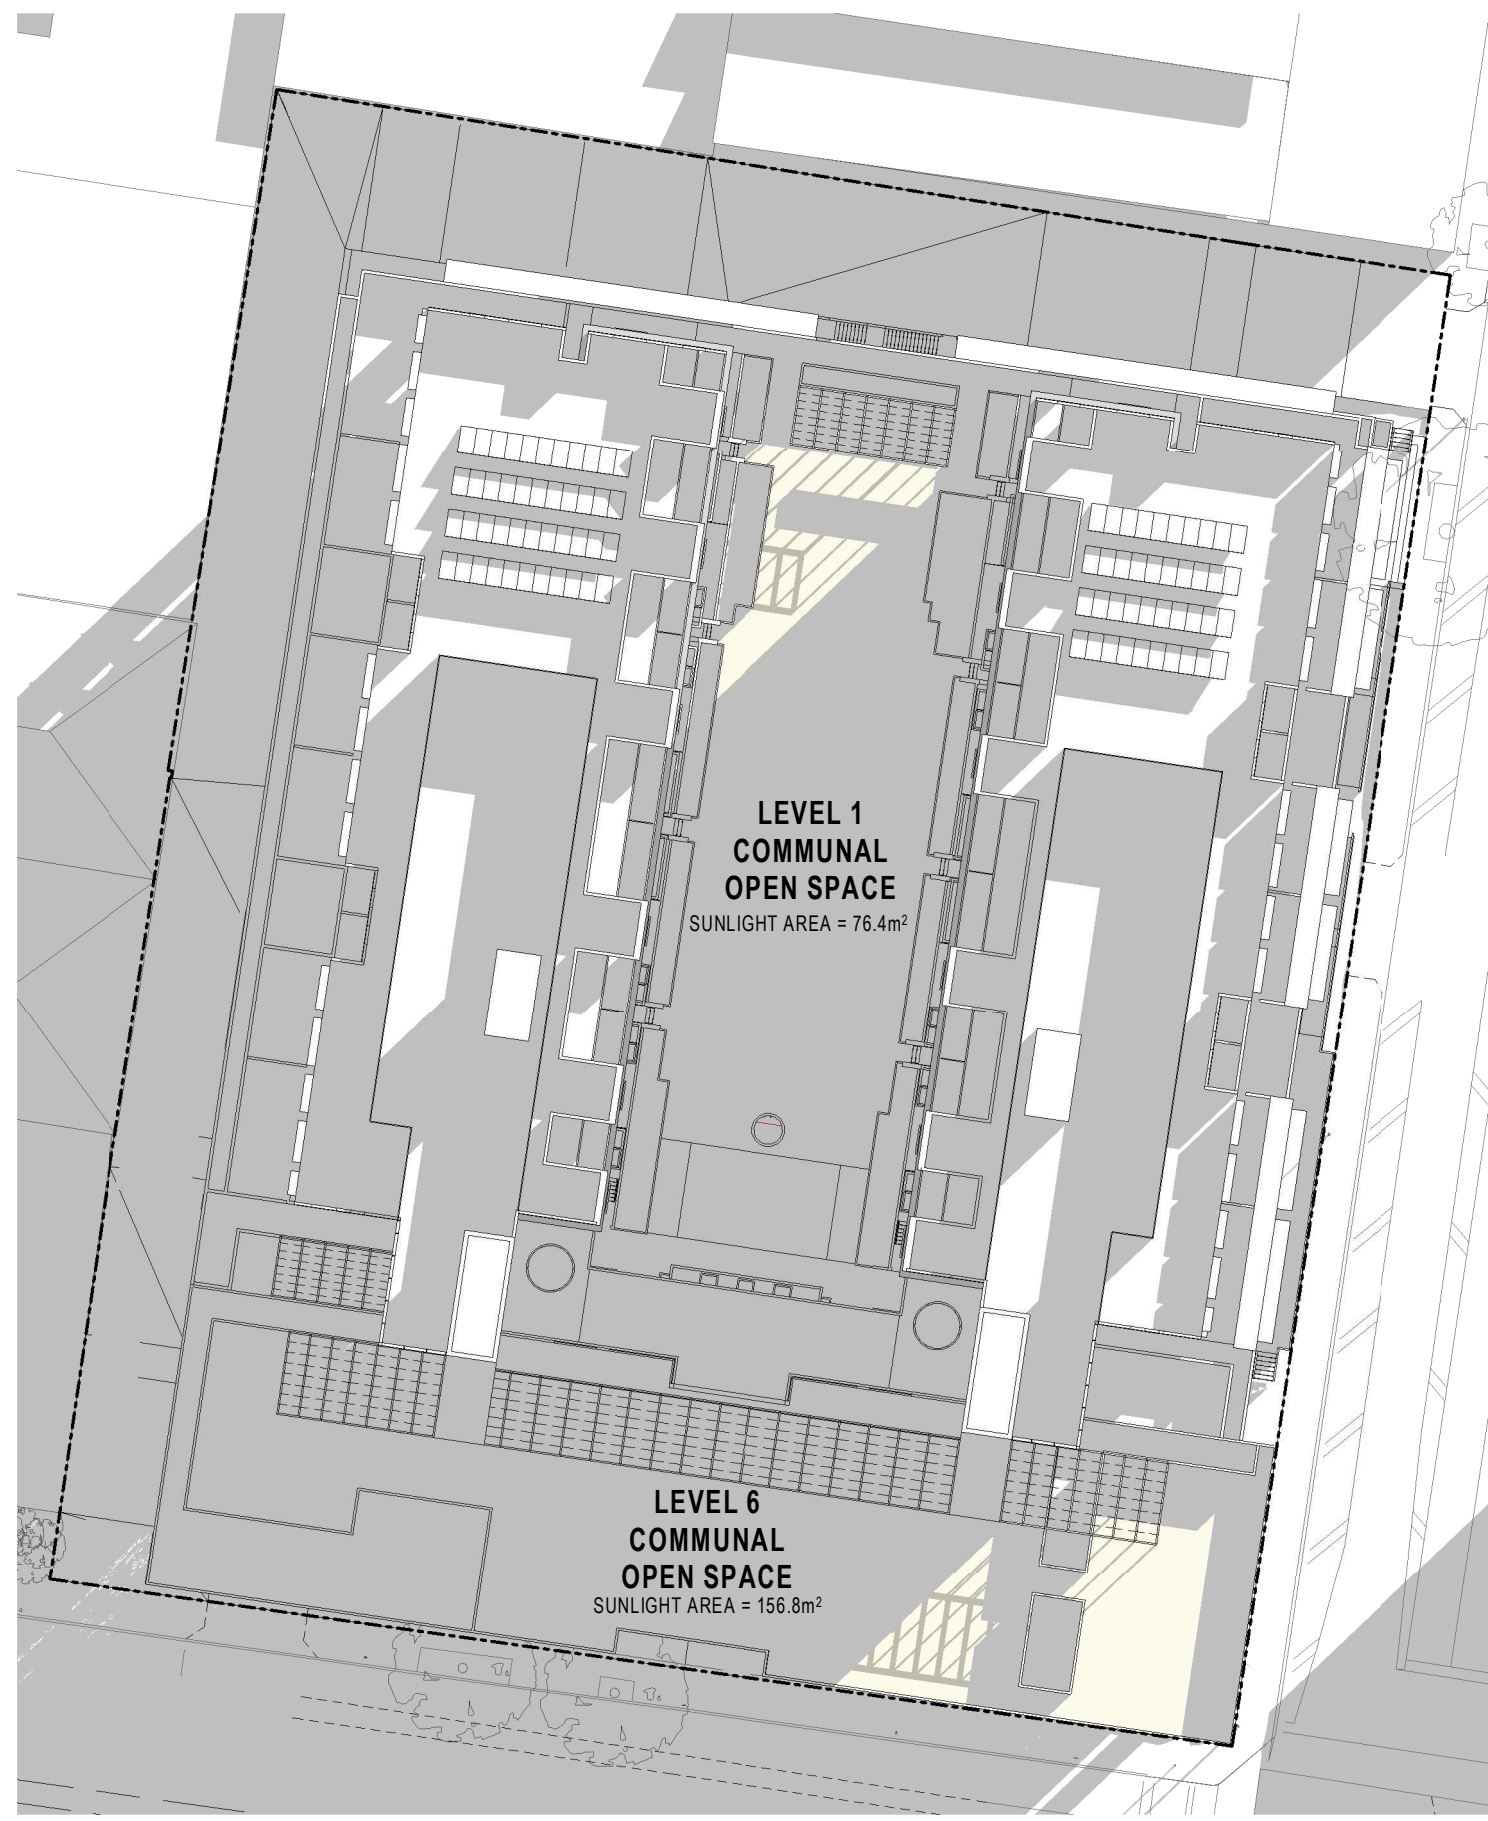 LEVEL 1
COMMUNAL
OPEN SPACE
SUNLIGHT AREA = 76.4m²
LEVEL 6
COMMUNAL
OPEN SPACE
SUNLIGHT AREA = 156.8m²